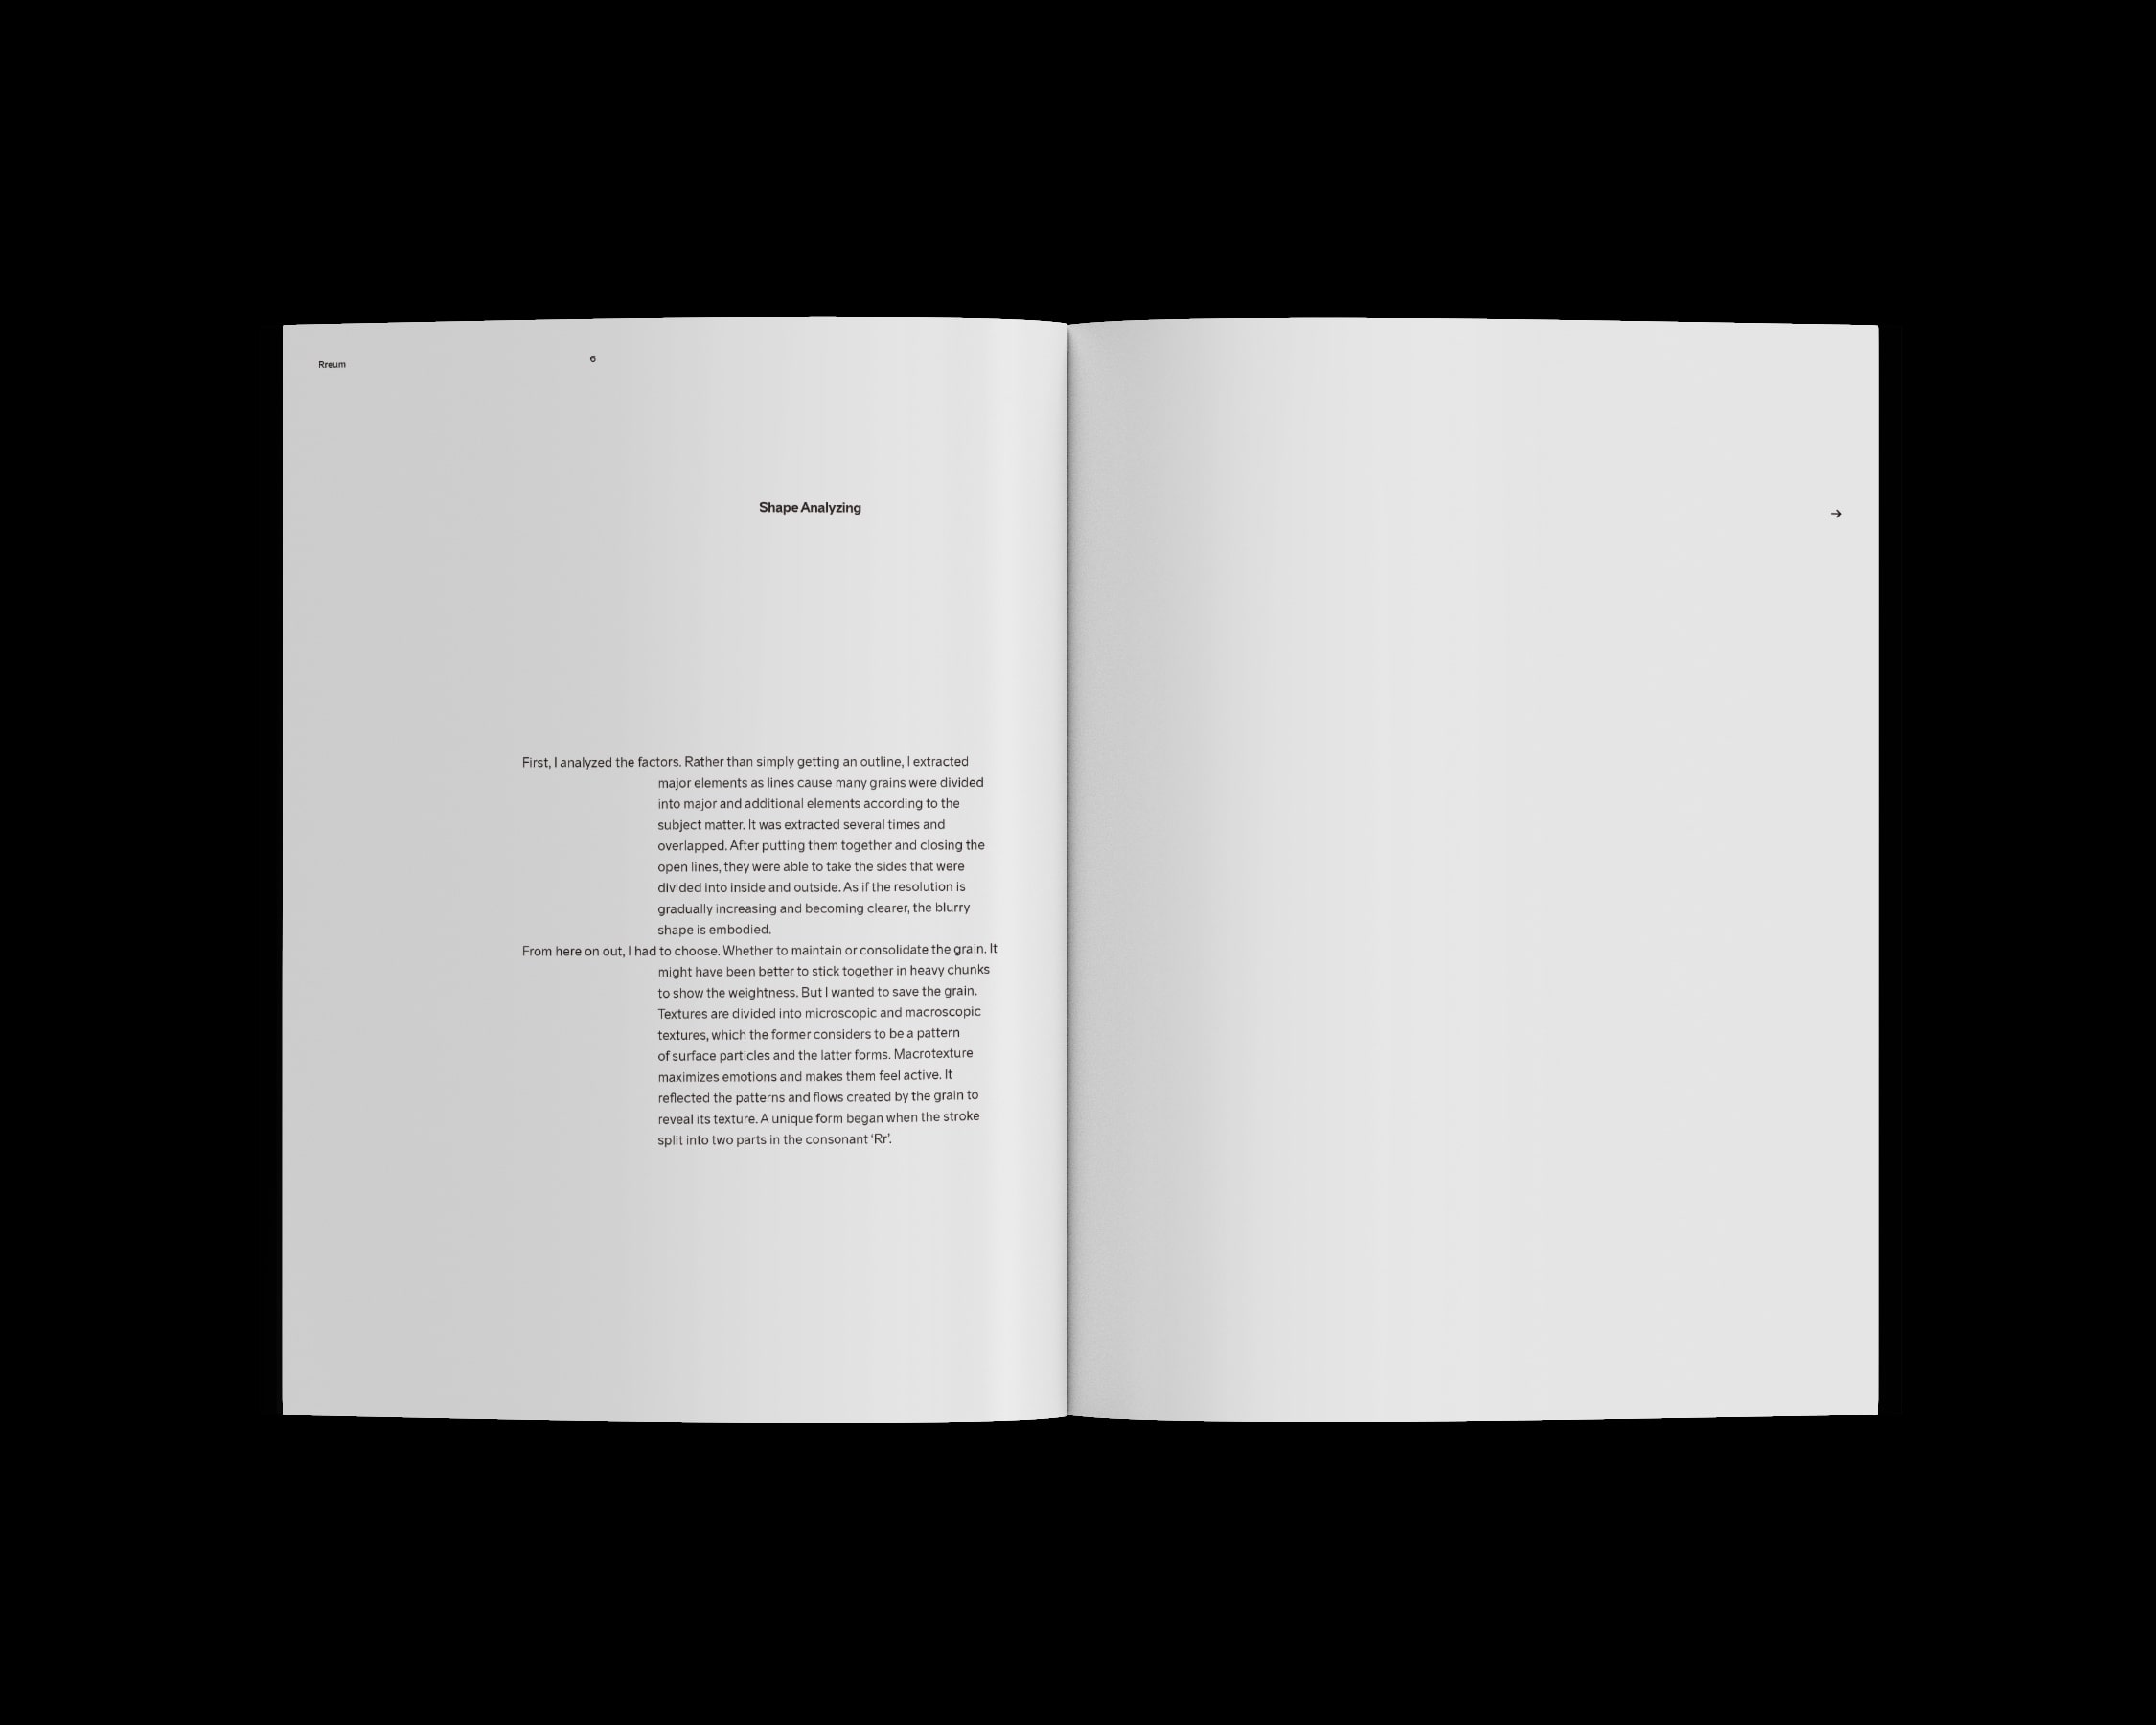 Rreum
6
Shape Analyzing
→
First, I analyzed the factors. Rather than simply getting an outline, I extracted
major elements as lines cause many grains were divided
into major and additional elements according to the
subject matter. It was extracted several times and
overlapped. After putting them together and closing the
open lines, they were able to take the sides that were
divided into inside and outside. As if the resolution is
gradually increasing and becoming clearer, the blurry
shape is embodied.
From here on out, I had to choose. Whether to maintain or consolidate the grain. It
might have been better to stick together in heavy chunks
to show the weightness. But I wanted to save the grain.
Textures are divided into microscopic and macroscopic
textures, which the former considers to be a pattern
of surface particles and the latter forms. Macrotexture
maximizes emotions and makes them feel active. It
reflected the patterns and flows created by the grain to
reveal its texture. A unique form began when the stroke
split into two parts in the consonant ‘Rr’.